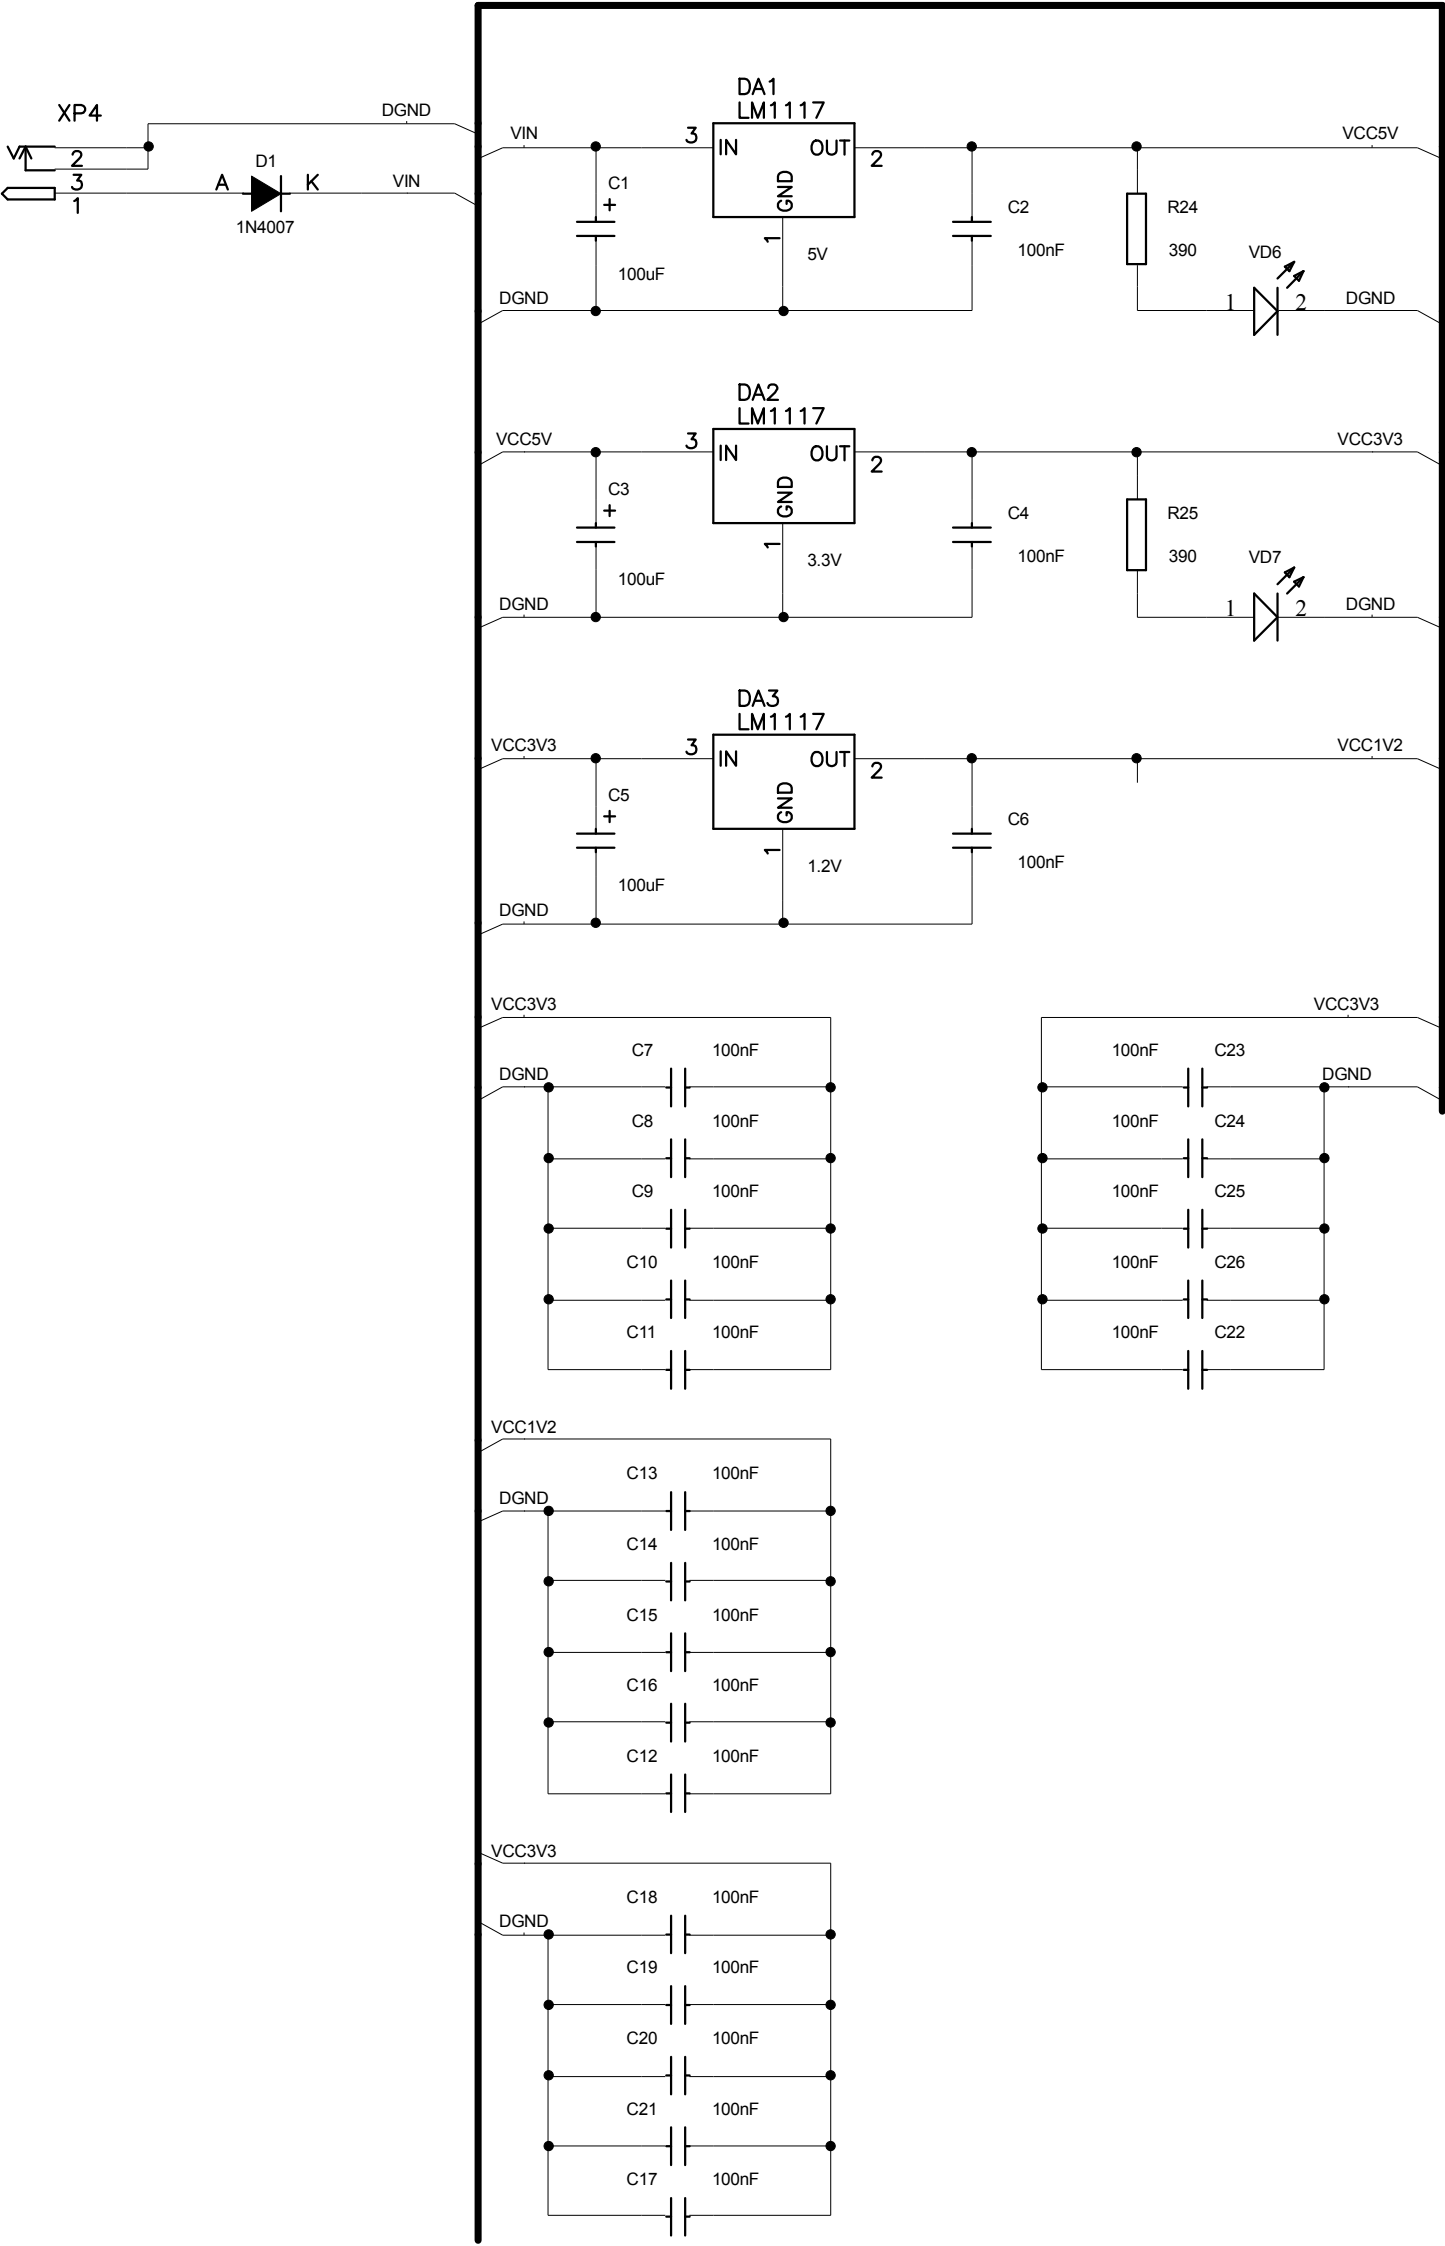 XP4
2
3
1
DGND
D1
A
K
1N4007
VIN
DA1
LM1117
VIN
3
IN
OUT
2
GND
1
5V
C1
+
100uF
DGND
C2
100nF
VCC5V
R24
390
VD6
1
2
DGND
DA2
LM1117
VCC5V
3
IN
OUT
2
GND
1
3.3V
C3
+
100uF
DGND
C4
100nF
VCC3V3
R25
390
VD7
1
2
DGND
DA3
LM1117
VCC3V3
3
IN
OUT
2
GND
1
1.2V
C5
+
100uF
DGND
C6
100nF
VCC1V2
VCC3V3
C7 100nF
DGND
C8 100nF
C9 100nF
C10 100nF
C11 100nF
VCC3V3
100nF C23
DGND
100nF C24
100nF C25
100nF C26
100nF C22
VCC1V2
C13 100nF
DGND
C14 100nF
C15 100nF
C16 100nF
C12 100nF
VCC3V3
C18 100nF
DGND
C19 100nF
C20 100nF
C21 100nF
C17 100nF